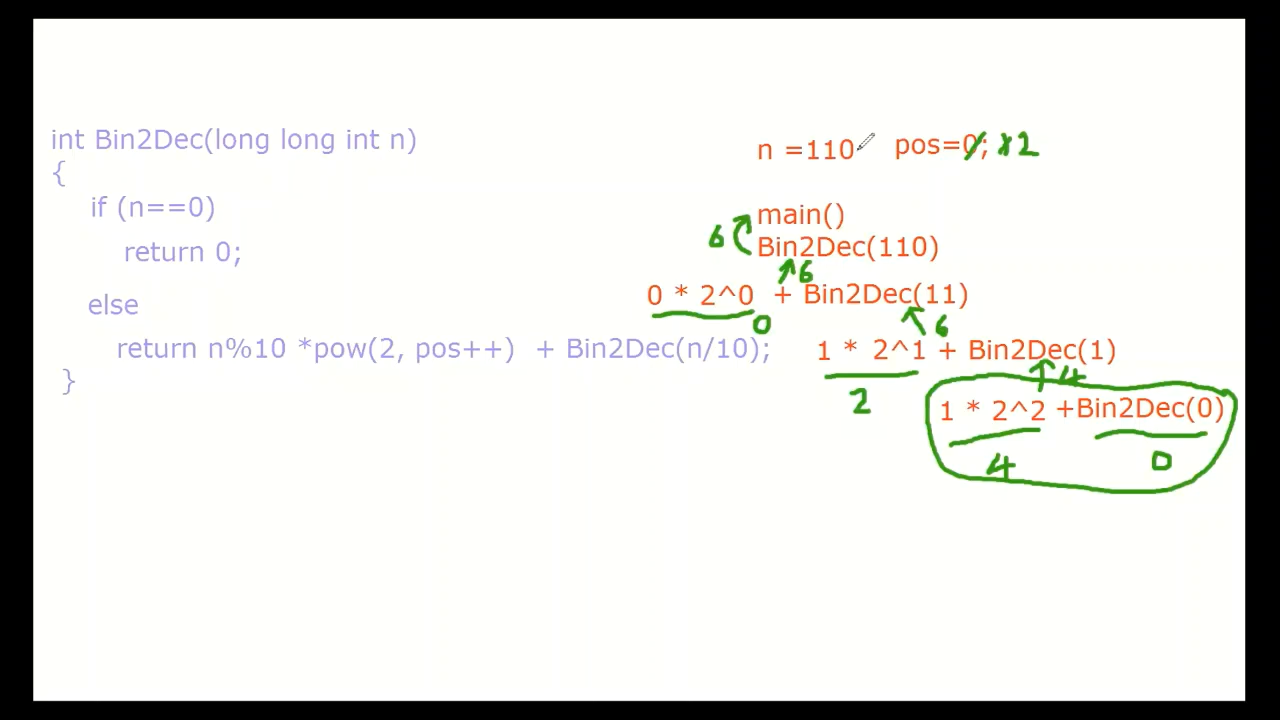 int Bin2Dec(long long int n)
{
if (n==0)
return 0;
else
return n%10 *pow(2, pos++) + Bin2Dec(n/10);
}
n =110 pos=0; 1 2
main()
6
Bin2Dec(110)
6
0 * 2^0 + Bin2Dec(11)
0 6
1 * 2^1 + Bin2Dec(1)
2 4
1 * 2^2 +Bin2Dec(0)
4 0